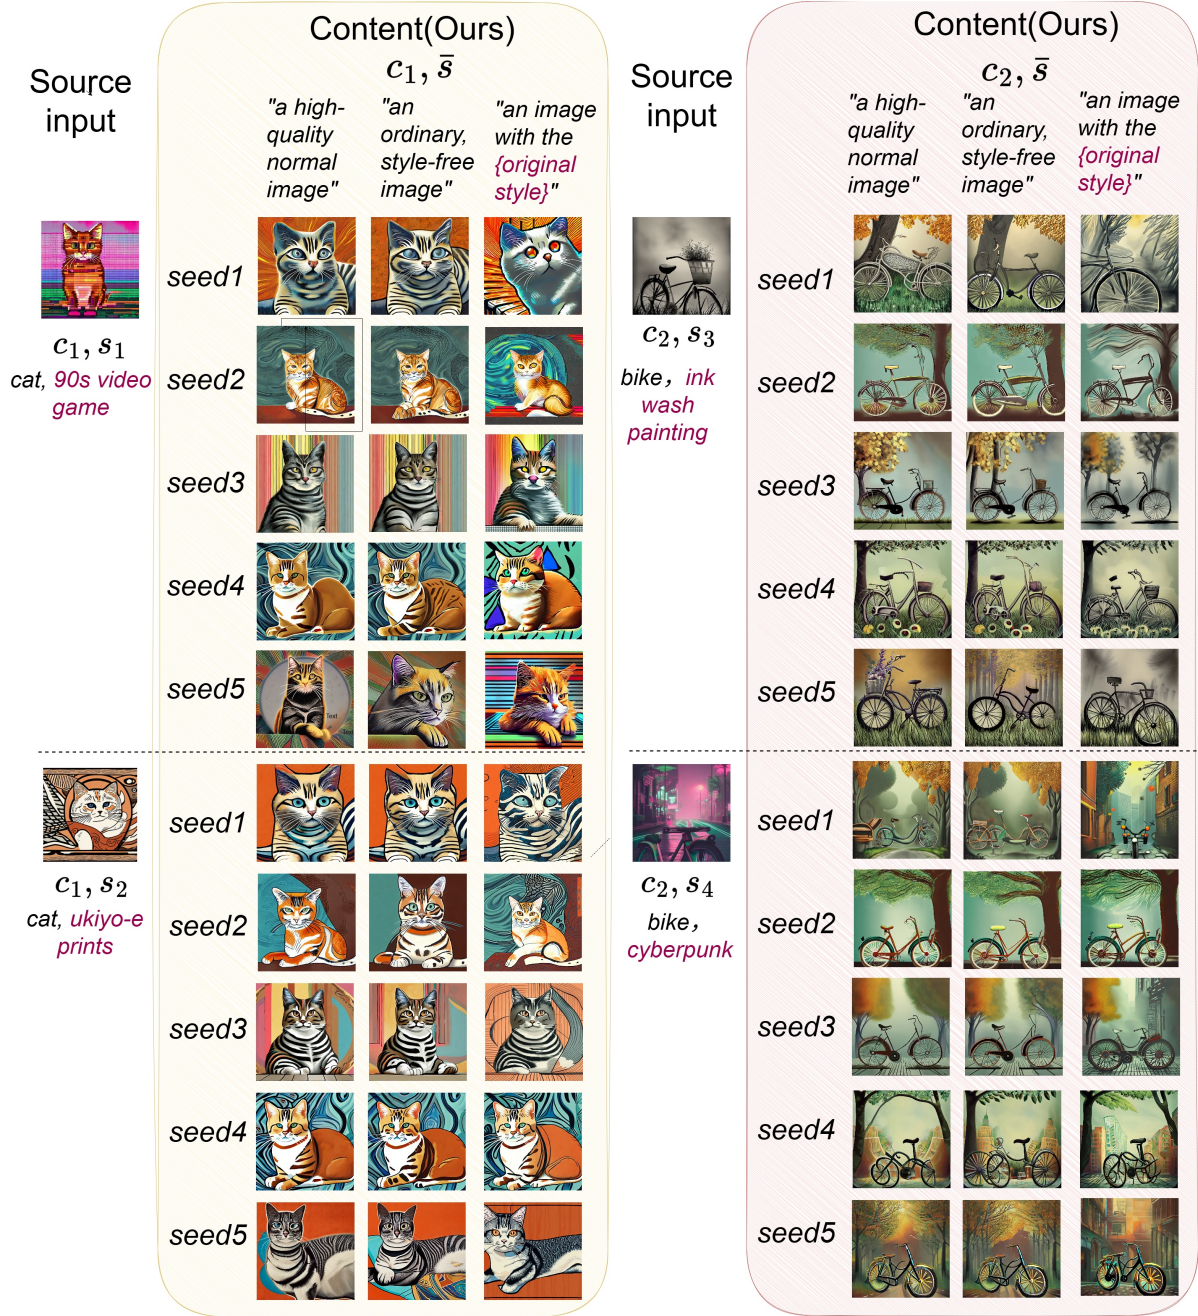 Source
input
Content(Ours)
c₁, s̄
"a high-
quality
normal
image"
"an
ordinary,
style-free
image"
"an image
with the
{original
style}"
seed1
c₁, s₁
cat, 90s video
game
seed2
seed3
seed4
seed5
Text
seed1
c₁, s₂
cat, ukiyo-e
prints
seed2
seed3
seed4
seed5
Source
input
Content(Ours)
c₂, s̄
"a high-
quality
normal
image"
"an
ordinary,
style-free
image"
"an image
with the
{original
style}"
seed1
c₂, s₃
bike, ink
wash
painting
seed2
seed3
seed4
seed5
seed1
c₂, s₄
bike,
cyberpunk
seed2
seed3
seed4
seed5